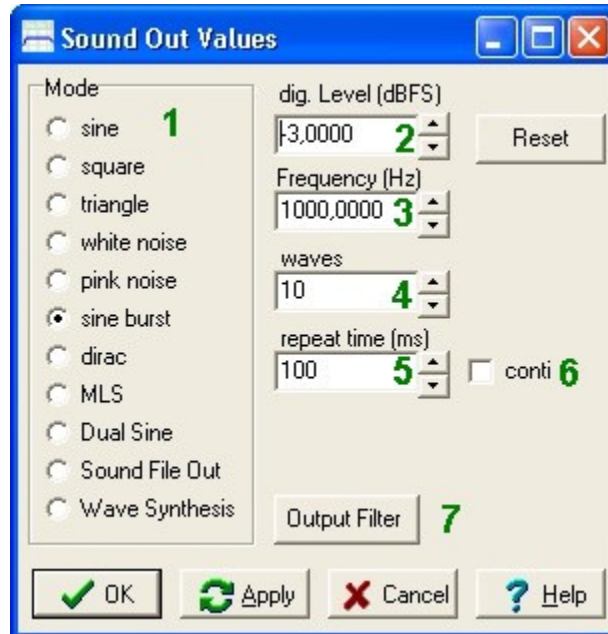 Sound Out Values
Mode
sine
square
triangle
white noise
pink noise
sine burst
dirac
MLS
Dual Sine
Sound File Out
Wave Synthesis
1
dig. Level (dBFS)
-3,0000
2
Reset
Frequency (Hz)
1000,0000
3
waves
10
4
repeat time (ms)
100
5
conti
6
Output Filter
7
OK
Apply
Cancel
Help